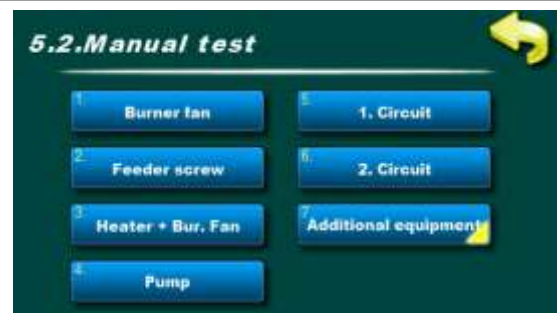 5.2.Manual test
1.
Burner fan
2.
Feeder screw
3.
Heater + Bur. Fan
4.
Pump
5.
1. Circuit
6.
2. Circuit
7.
Additional equipment